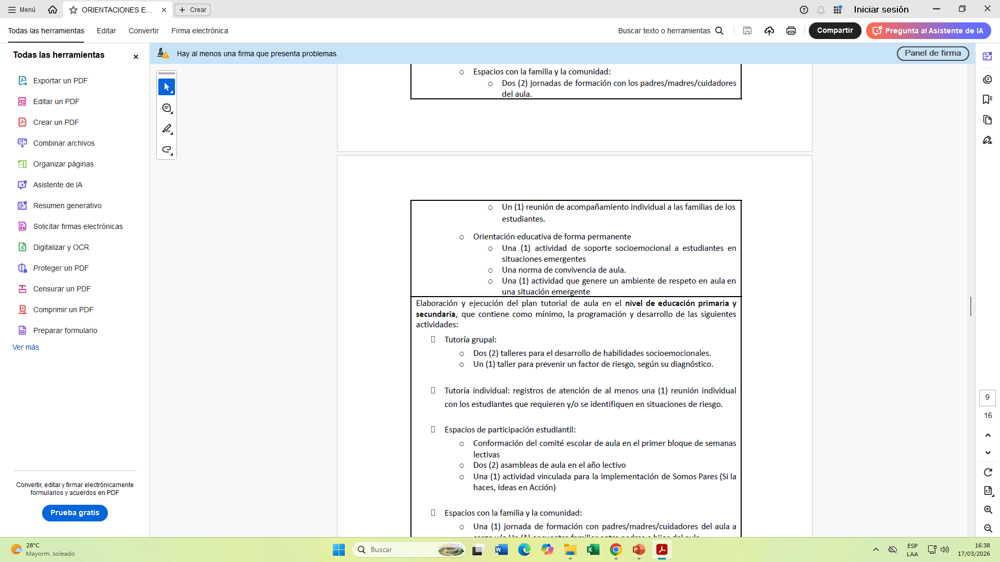 Menú
ORIENTACIONES E...
Crear
Iniciar sesión
Todas las herramientas
Editar
Convertir
Firma electrónica
Buscar texto o herramientas
Compartir
Pregunta al Asistente de IA
Todas las herramientas
Hay al menos una firma que presenta problemas.
Panel de firma
Exportar un PDF
Editar un PDF
Crear un PDF
Combinar archivos
Organizar páginas
Asistente de IA
Resumen generativo
Solicitar firmas electrónicas
Digitalizar y OCR
Proteger un PDF
Censurar un PDF
Comprimir un PDF
Preparar formulario
Ver más
Convertir, editar y firmar electrónicamente
formularios y acuerdos en PDF
Prueba gratis
o Espacios con la familia y la comunidad:
o Dos (2) jornadas de formación con los padres/madres/cuidadores
del aula.
o Un (1) reunión de acompañamiento individual a las familias de los
estudiantes.
o Orientación educativa de forma permanente
o Una (1) actividad de soporte socioemocional a estudiantes en
situaciones emergentes
o Una norma de convivencia de aula.
o Una (1) actividad que genere un ambiente de respeto en aula en
una situación emergente
Elaboración y ejecución del plan tutorial de aula en el nivel de educación primaria y
secundaria, que contiene como mínimo, la programación y desarrollo de las siguientes
actividades:
Tutoría grupal:
o Dos (2) talleres para el desarrollo de habilidades socioemocionales.
o Un (1) taller para prevenir un factor de riesgo, según su diagnóstico.
Tutoría individual: registros de atención de al menos una (1) reunión individual
con los estudiantes que requieren y/o se identifiquen en situaciones de riesgo.
Espacios de participación estudiantil:
o Conformación del comité escolar de aula en el primer bloque de semanas
lectivas
o Dos (2) asambleas de aula en el año lectivo
o Una (1) actividad vinculada para la implementación de Somos Pares (Si la
haces, Ideas en Acción)
Espacios con la familia y la comunidad:
o Una (1) jornada de formación con padres/madres/cuidadores del aula a
9
16
1:1
28°C
Mayorm. soleado
Buscar
ESP
LAA
16:38
17/03/2026